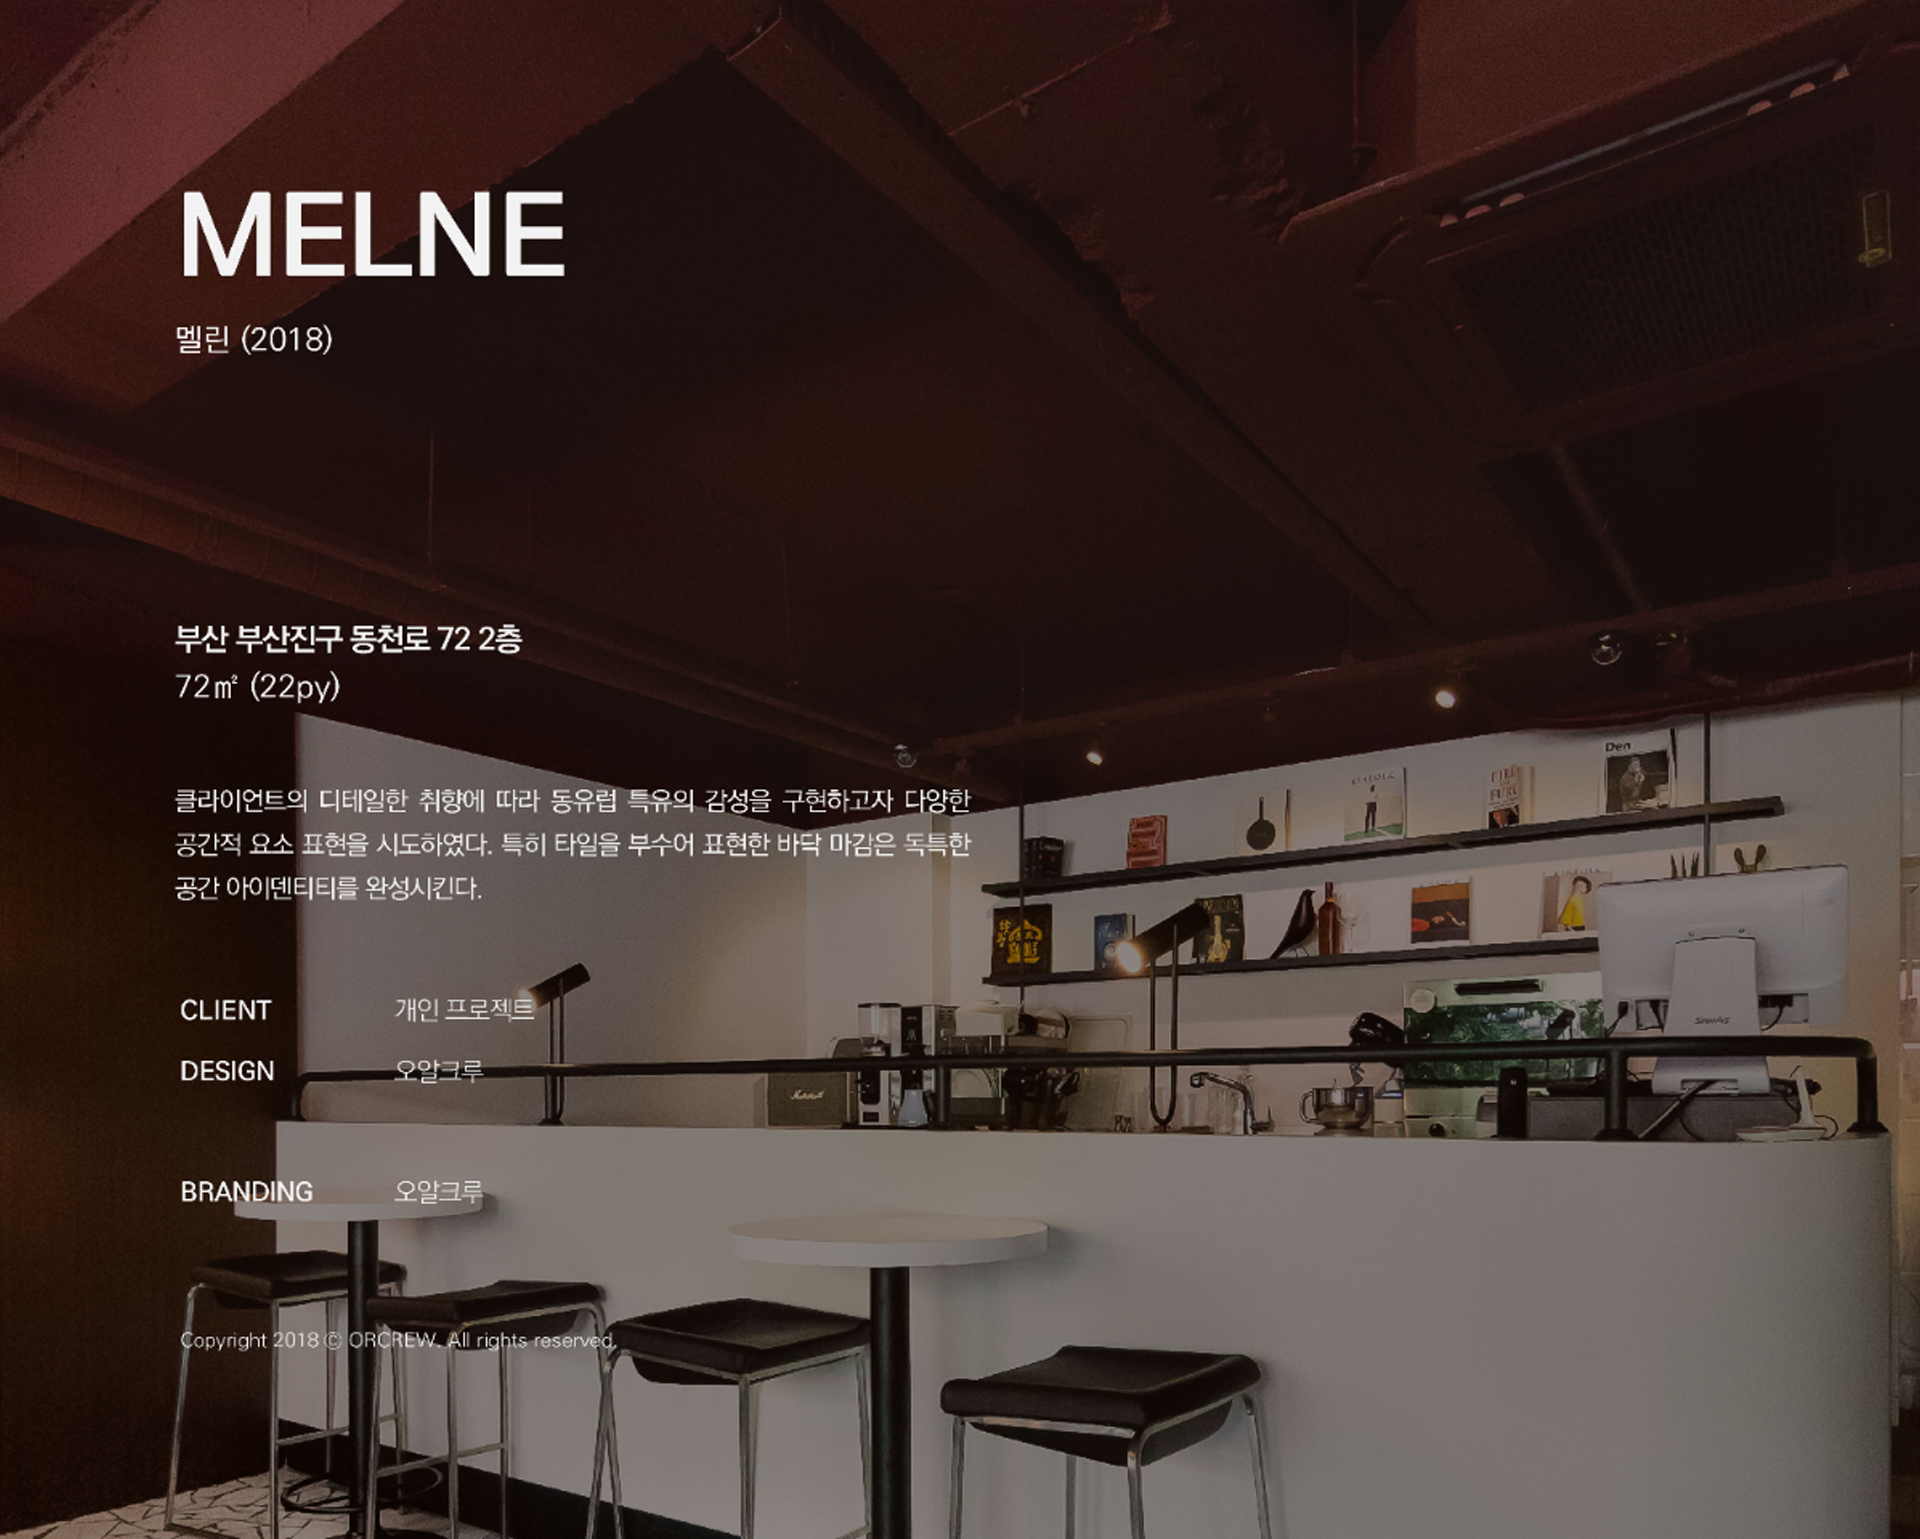 MELNE
멜린 (2018)
부산 부산진구 동천로 72 2층
72㎡ (22py)
클라이언트의 디테일한 취향에 따라 동유럽 특유의 감성을 구현하고자 다양한
공간적 요소 표현을 시도하였다. 특히 타일을 부수어 표현한 바닥 마감은 독특한
공간 아이덴티티를 완성시킨다.
CLIENT 개인 프로젝트
DESIGN 오알크루
BRANDING 오알크루
Copyright 2018 ⓒ ORCREW. All rights reserved.
Den
KINFOLK
FIRE
FURY
Marshall